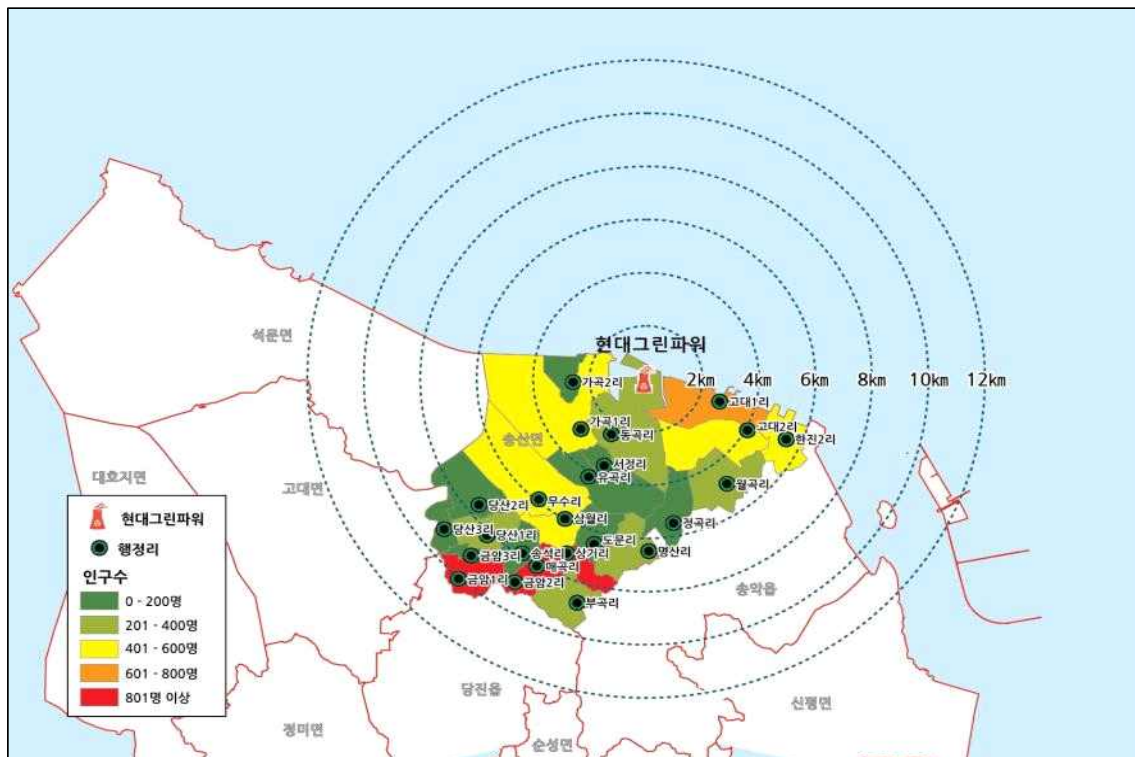 석문면
현대그린파워
2km 4km 6km 8km 10km 12km
가곡2리
고대1리
가곡1리
동곡리
고대2리
한진2리
송산면
서정리
유곡리
대호지면
고대면
월곡리
당산2리
무수리
삼월리
정곡리
당산3리
당산1리
도문리
명산리
금암3리
송석리
상거리
매곡리
금암1리
금암2리
부곡리
송악읍
당진읍
신평면
정미면
순성면
현대그린파워
행정리
인구수
0 - 200명
201 - 400명
401 - 600명
601 - 800명
801명 이상